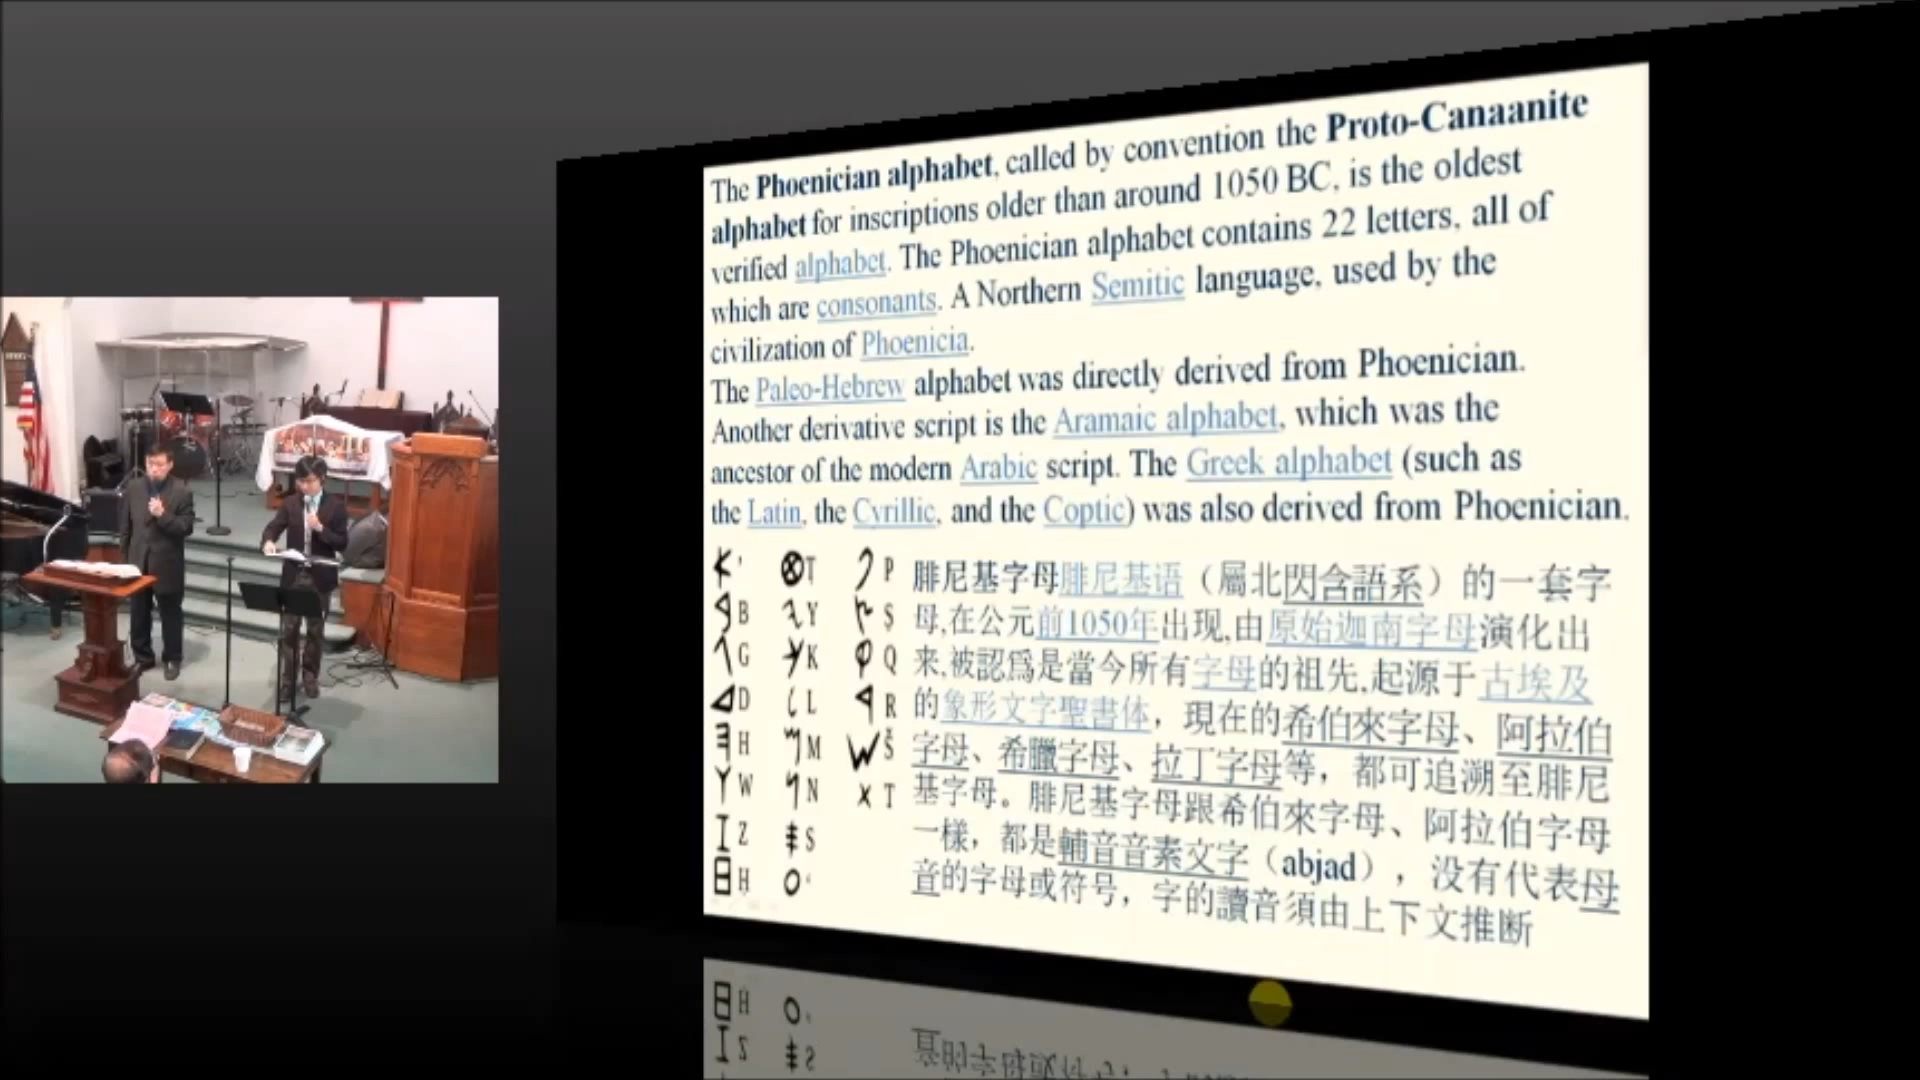 The Phoenician alphabet, called by convention the Proto-Canaanite
alphabet for inscriptions older than around 1050 BC, is the oldest
verified alphabet. The Phoenician alphabet contains 22 letters, all of
which are consonants. A Northern Semitic language, used by the
civilization of Phoenicia.
The Paleo-Hebrew alphabet was directly derived from Phoenician.
Another derivative script is the Aramaic alphabet, which was the
ancestor of the modern Arabic script. The Greek alphabet (such as
the Latin, the Cyrillic, and the Coptic) was also derived from Phoenician.
𐤀 ’ 𐤈 T 𐤐 P
𐤁 B 𐤉 Y 𐤑 Ṣ
𐤂 G 𐤊 K 𐤒 Q
𐤃 D 𐤋 L 𐤓 R
𐤄 H 𐤌 M 𐤔 Š
𐤅 W 𐤍 N 𐤕 T
𐤆 Z 𐤎 S
𐤇 Ḥ 𐤏 ‘
腓尼基字母腓尼基语（屬北閃含語系）的一套字
母,在公元前1050年出现,由原始迦南字母演化出
来,被認爲是當今所有字母的祖先,起源于古埃及
的象形文字聖書体，現在的希伯來字母、阿拉伯
字母、希臘字母、拉丁字母等，都可追溯至腓尼
基字母。腓尼基字母跟希伯來字母、阿拉伯字母
一樣，都是輔音音素文字（abjad），没有代表母
音的字母或符号，字的讀音須由上下文推断